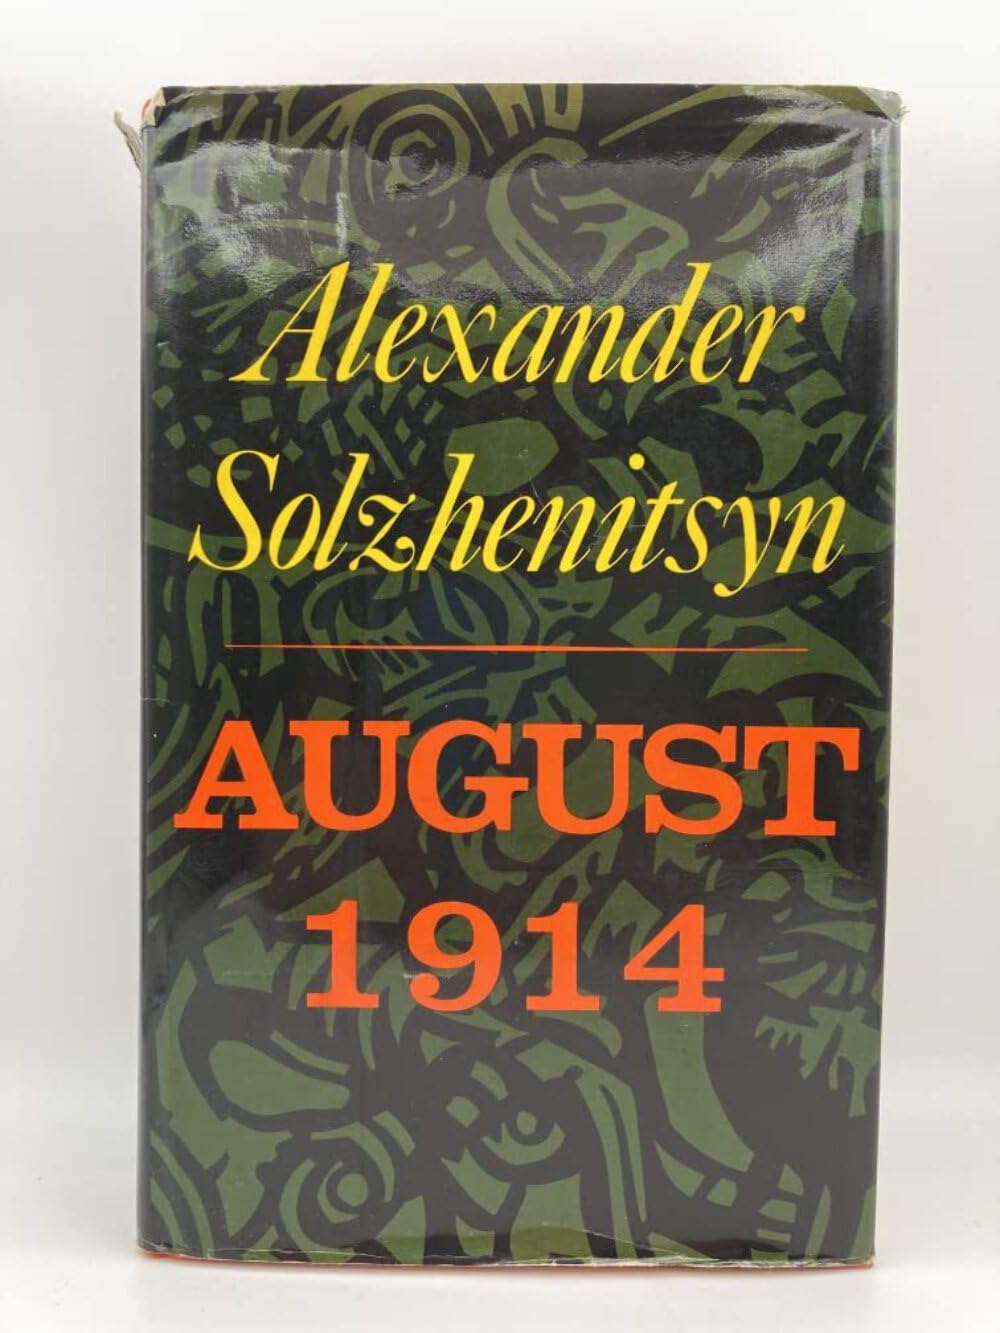 Alexander
Solzhenitsyn
AUGUST
1914